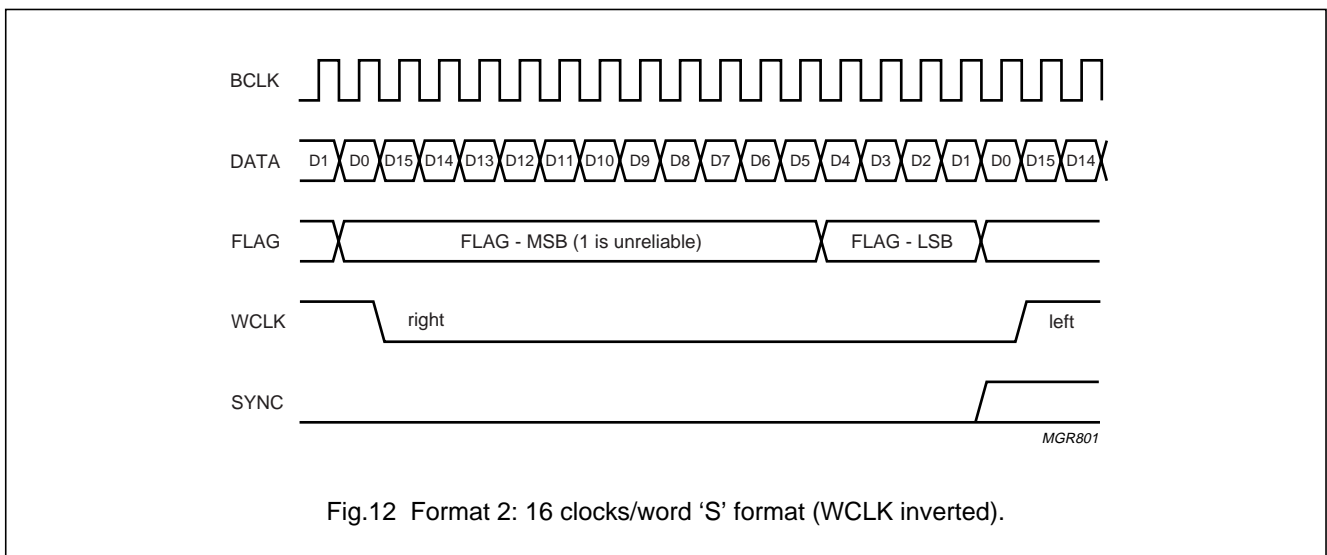 BCLK
DATA D1 D0 D15 D14 D13 D12 D11 D10 D9 D8 D7 D6 D5 D4 D3 D2 D1 D0 D15 D14
FLAG FLAG - MSB (1 is unreliable) FLAG - LSB
WCLK right left
SYNC
MGR801
Fig.12 Format 2: 16 clocks/word ‘S’ format (WCLK inverted).